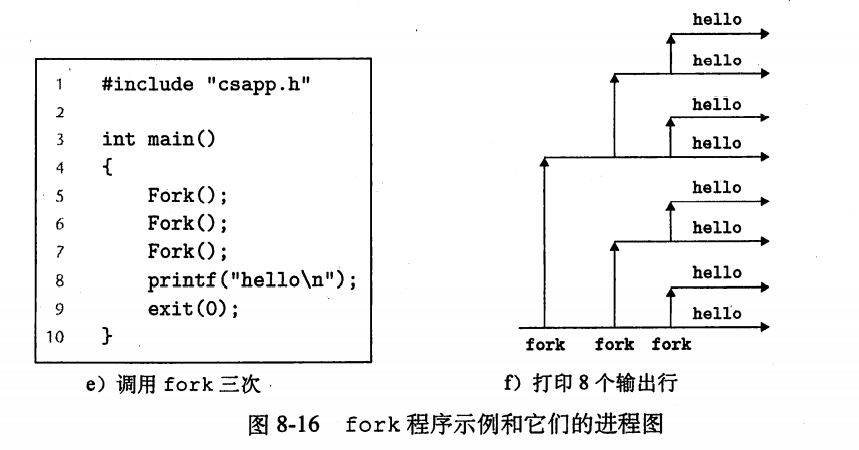 1 #include "csapp.h"
2
3 int main()
4 {
5 Fork();
6 Fork();
7 Fork();
8 printf("hello\n");
9 exit(0);
10 }
e）调用 fork 三次
hello
hello
hello
hello
hello
hello
hello
hello
fork fork fork
f）打印 8 个输出行
图 8-16 fork 程序示例和它们的进程图